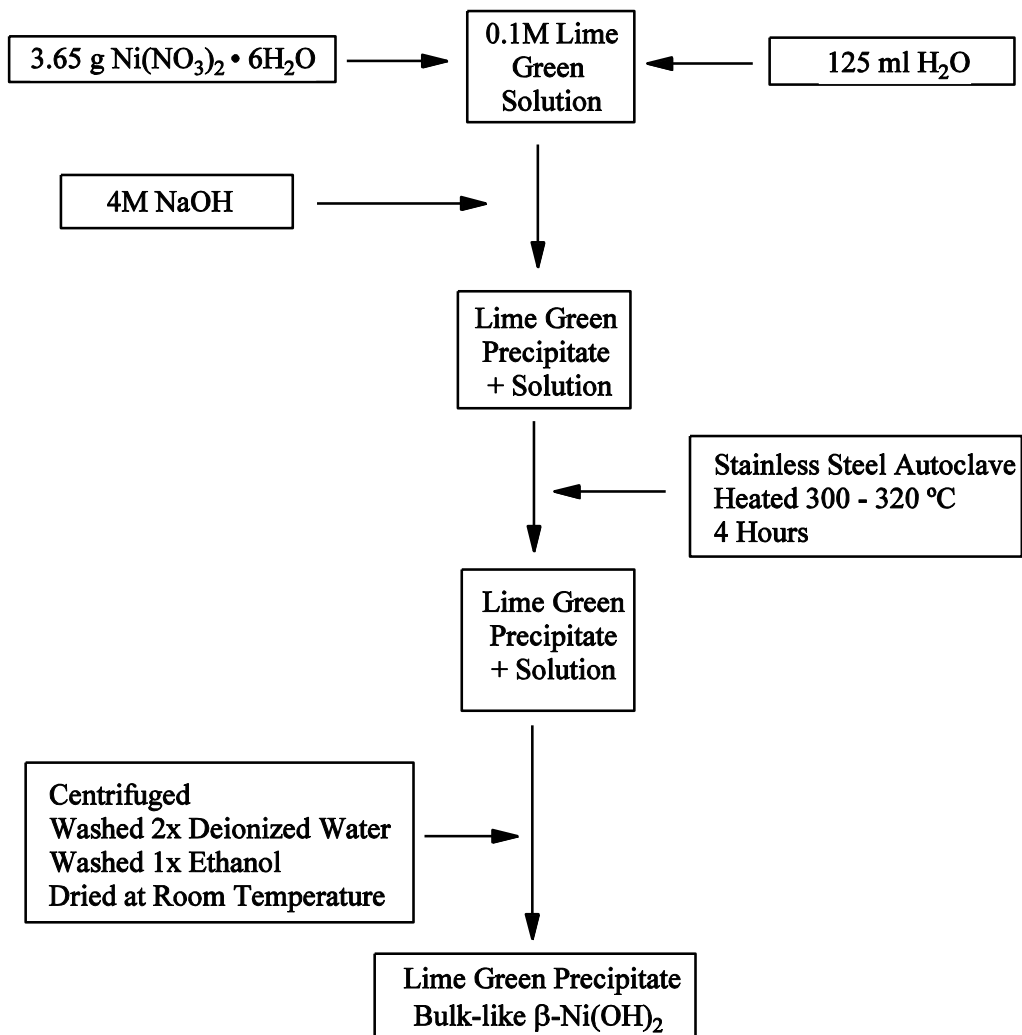 3.65 g Ni(NO₃)₂ • 6H₂O
0.1M Lime
Green
Solution
125 ml H₂O
4M NaOH
Lime Green
Precipitate
+ Solution
Stainless Steel Autoclave
Heated 300 - 320 ºC
4 Hours
Lime Green
Precipitate
+ Solution
Centrifuged
Washed 2x Deionized Water
Washed 1x Ethanol
Dried at Room Temperature
Lime Green Precipitate
Bulk-like β-Ni(OH)₂